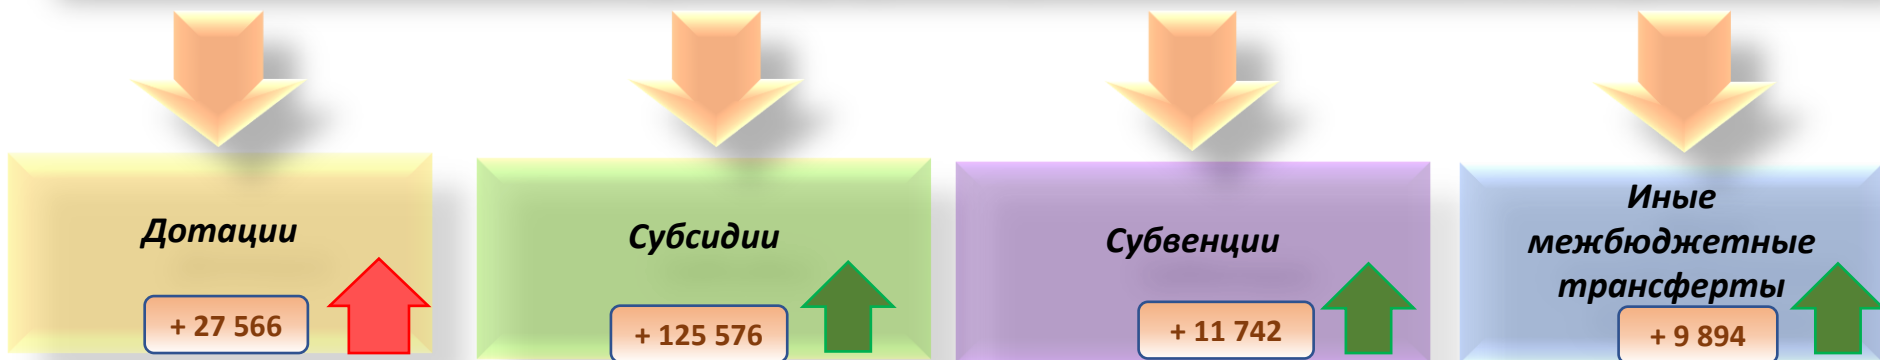 Дотации
+ 27 566
Субсидии
+ 125 576
Субвенции
+ 11 742
Иные
межбюджетные
трансферты
+ 9 894